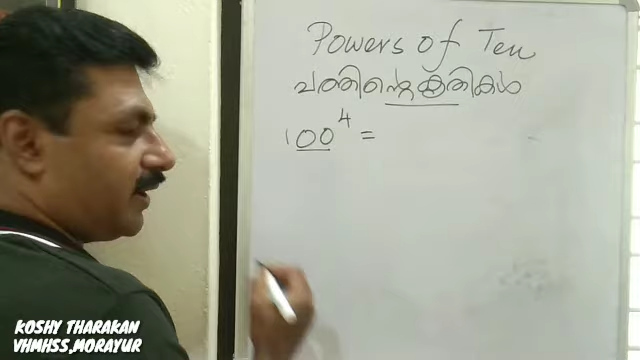 Powers of Ten
പത്തിന്റെകൃതികൾ
100⁴ =
KOSHY THARAKAN
VHMHSS,MORAYUR